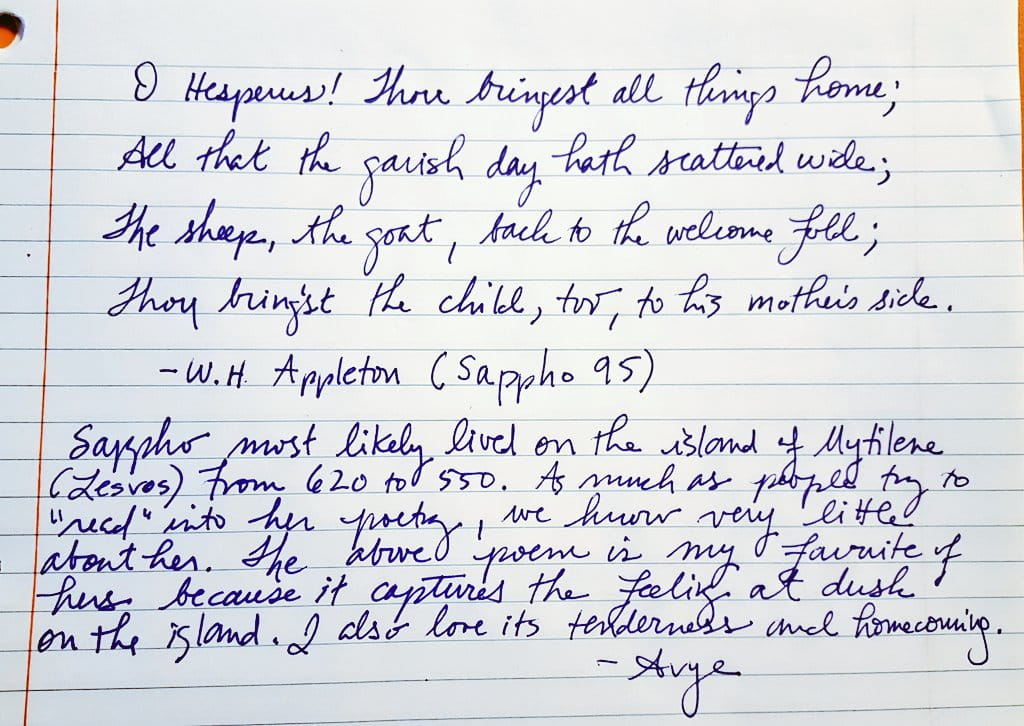 O Hesperus! Thou bringest all things home;
All that the garish day hath scattered wide;
The sheep, the goat, back to the welcome fold;
Thou bring'st the child, too, to his mother's side.
- W.H. Appleton (Sappho 95)
Sappho most likely lived on the island of Mytilene
(Lesvos) from 620 to 550. As much as people try to
"read" into her poetry, we know very little
about her. The above poem is my favorite of
hers because it captures the feeling at dusk
on the island. I also love its tenderness and homecoming.
- Avye